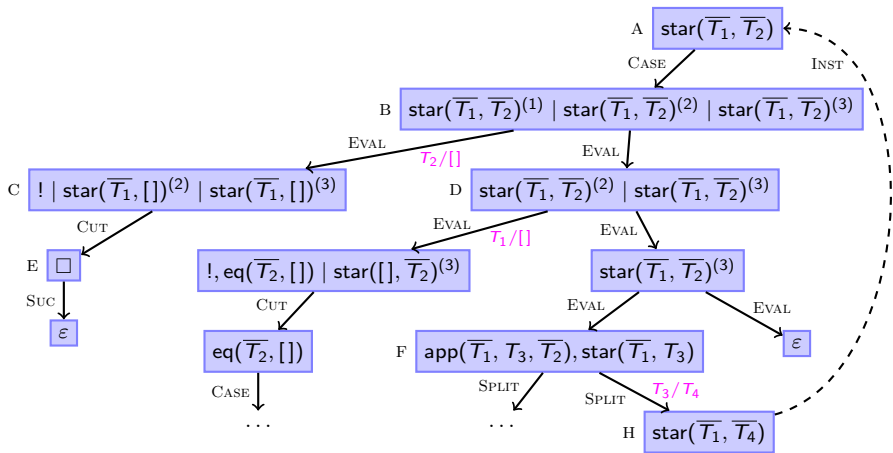 A star(T̅₁, T̅₂)
CASE INST
B star(T̅₁, T̅₂)⁽¹⁾ | star(T̅₁, T̅₂)⁽²⁾ | star(T̅₁, T̅₂)⁽³⁾
EVAL T₂/[] EVAL
C ! | star(T̅₁, [])⁽²⁾ | star(T̅₁, [])⁽³⁾ D star(T̅₁, T̅₂)⁽²⁾ | star(T̅₁, T̅₂)⁽³⁾
CUT EVAL T₁/[] EVAL
E □ !, eq(T̅₂, []) | star([], T̅₂)⁽³⁾ star(T̅₁, T̅₂)⁽³⁾
SUC CUT EVAL EVAL
ε eq(T̅₂, []) F app(T̅₁, T₃, T̅₂), star(T̅₁, T₃) ε
CASE SPLIT SPLIT T₃/T₄
... ... H star(T̅₁, T̅₄)